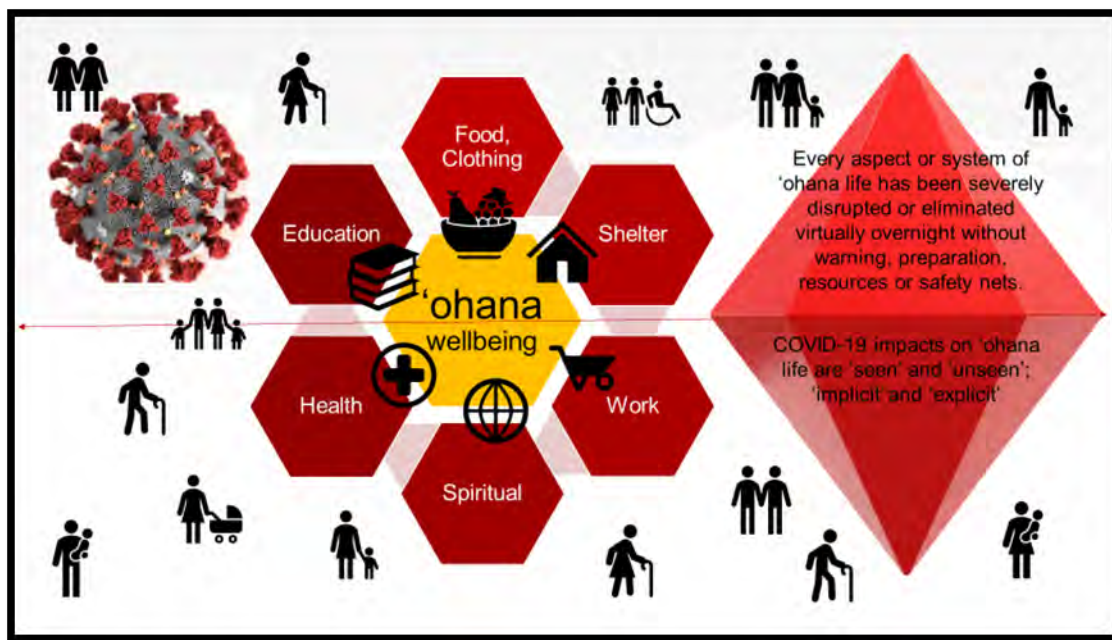 Food,
Clothing
Education
Shelter
‘ohana
wellbeing
Health
Work
Spiritual
Every aspect or system of
‘ohana life has been severely
disrupted or eliminated
virtually overnight without
warning, preparation,
resources or safety nets.
COVID-19 impacts on ‘ohana
life are ‘seen’ and ‘unseen’;
‘implicit’ and ‘explicit’